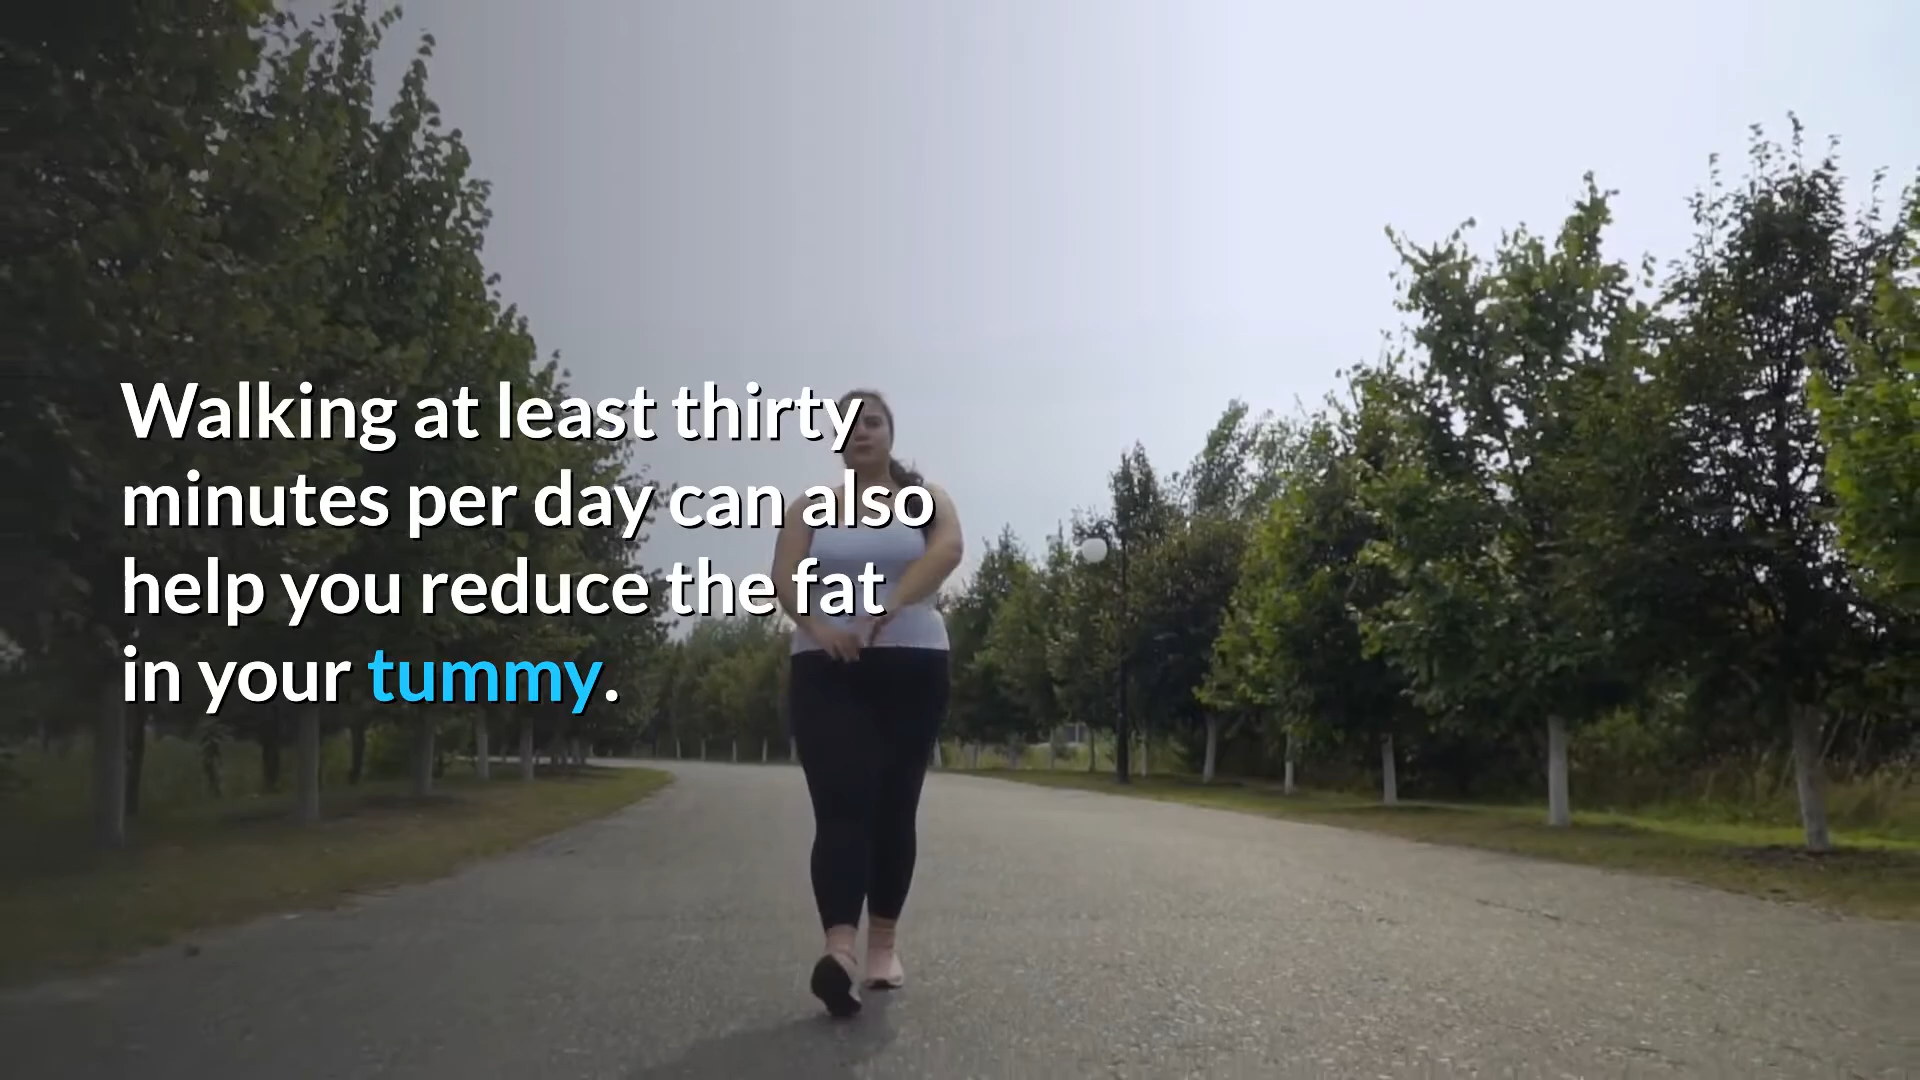 Walking at least thirty
minutes per day can also
help you reduce the fat
in your tummy.